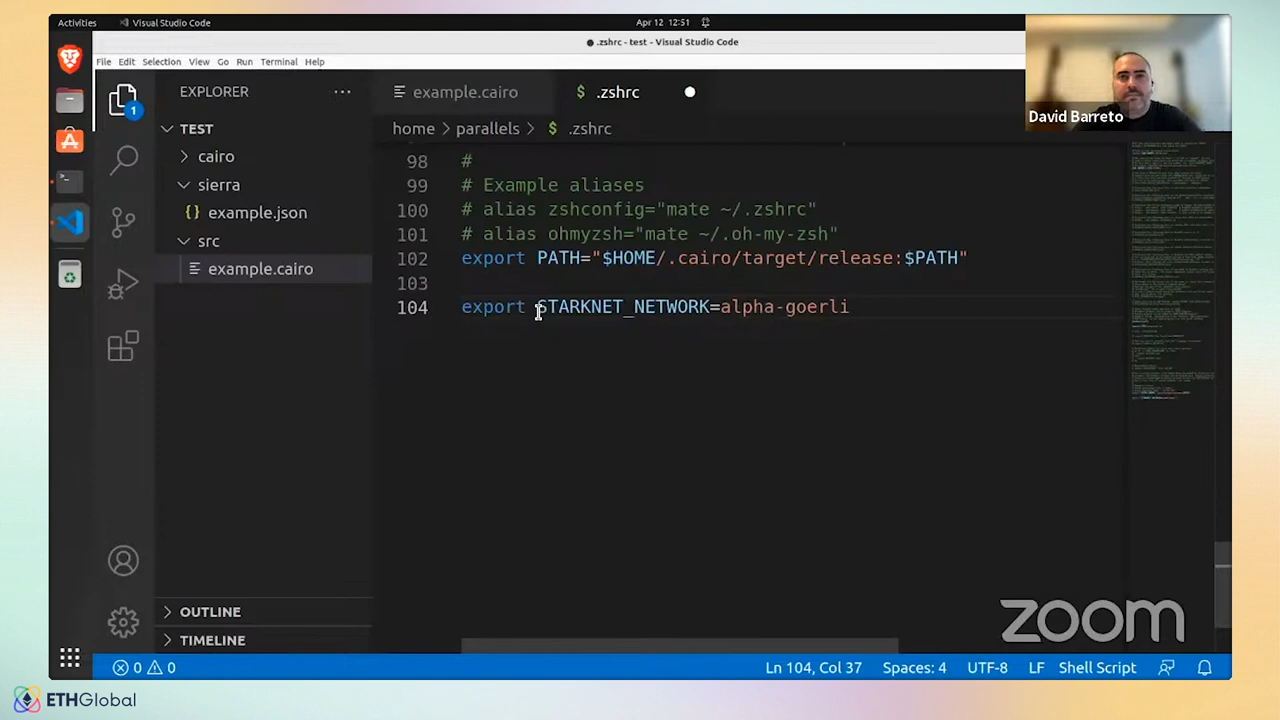 Activities
Visual Studio Code
Apr 12 12:51
.zshrc - test - Visual Studio Code
File Edit Selection View Go Run Terminal Help
David Barreto
1
EXPLORER
example.cairo
$ .zshrc
TEST
home > parallels > $ .zshrc
cairo
sierra
{} example.json
src
example.cairo
98 #
99 # Example aliases
100 # alias zshconfig="mate ~/.zshrc"
101 # alias ohmyzsh="mate ~/.oh-my-zsh"
102 export PATH="$HOME/.cairo/target/release:$PATH"
103
104 export STARKNET_NETWORK=alpha-goerli
OUTLINE
TIMELINE
zoom
0 0
Ln 104, Col 37 Spaces: 4 UTF-8 LF Shell Script
ETHGlobal